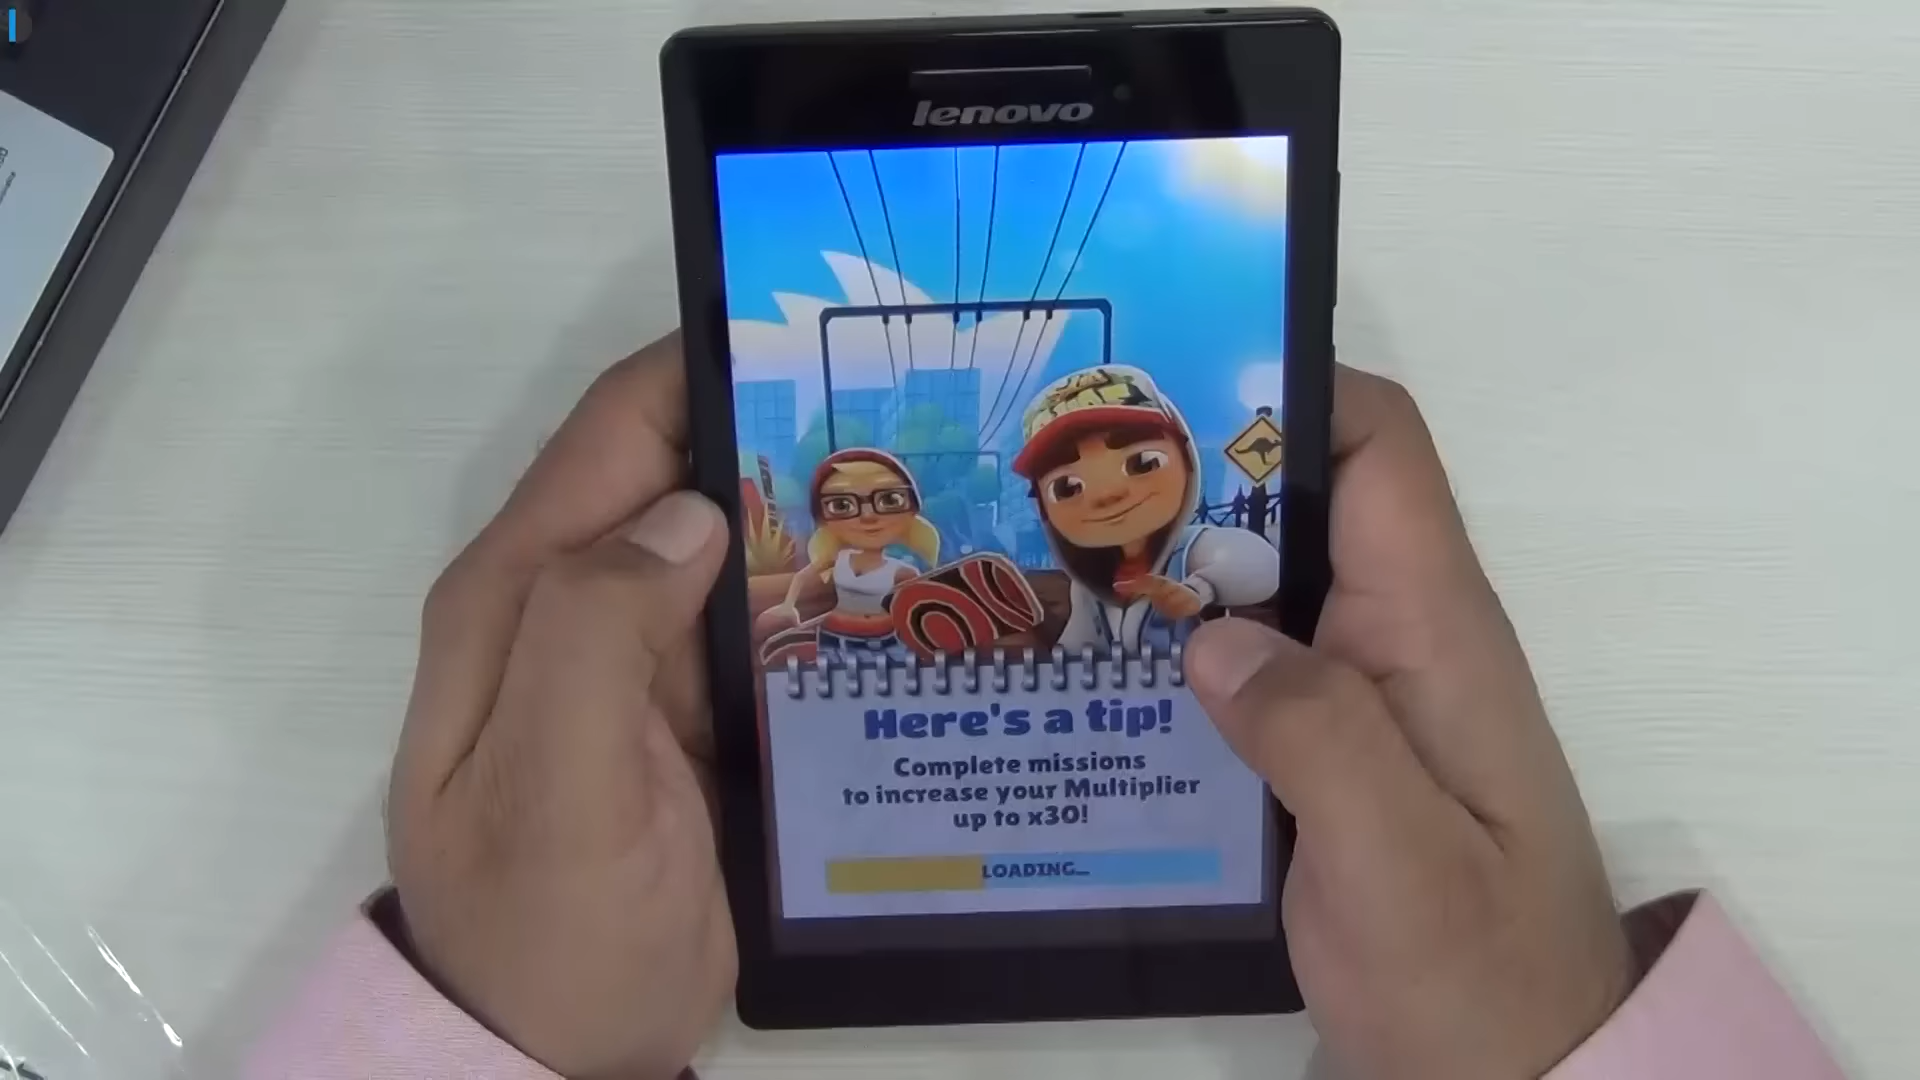 lenovo
Here's a tip!
Complete missions
to increase your Multiplier
up to x30!
LOADING...